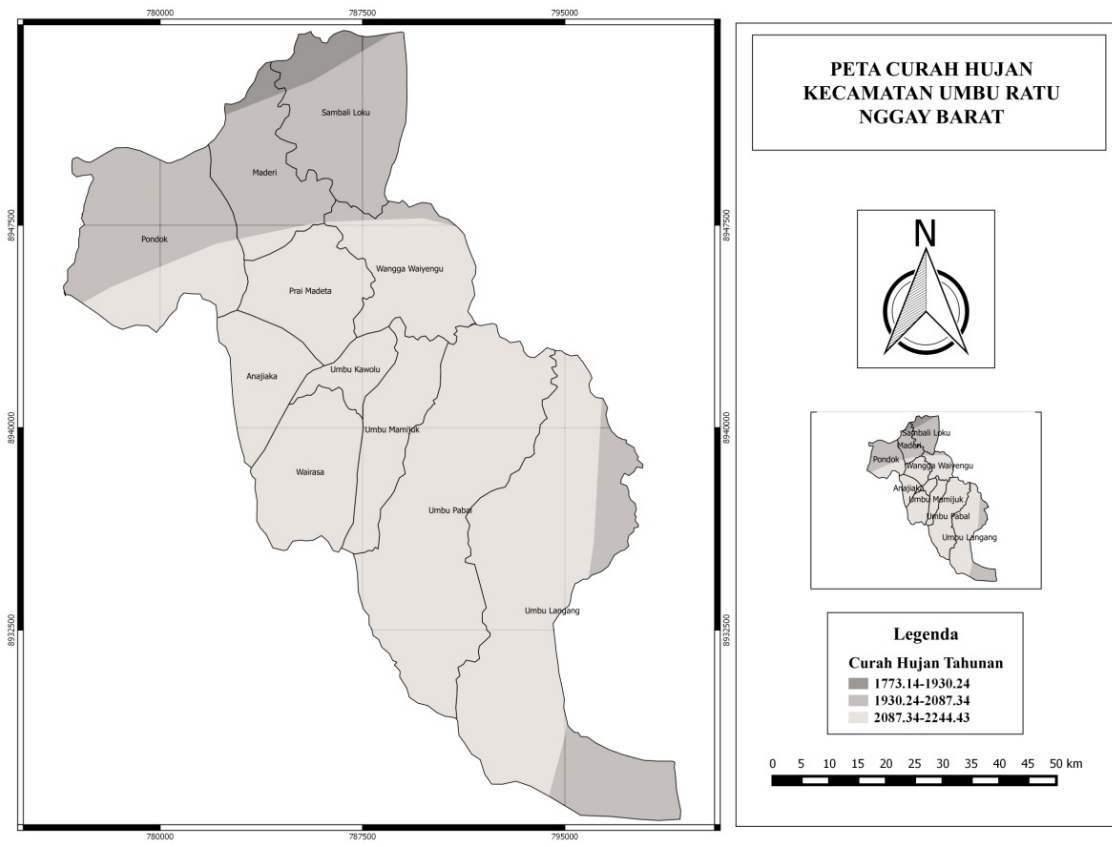 780000
787500
795000
8947500
8940000
8932500
8947500
8940000
8932500
780000
787500
795000
Sambali Loku
Maderi
Pondok
Wangga Waiyengu
Prai Madeta
Anajiaka
Umbu Kawolu
Umbu Mamijuk
Wairasa
Umbu Pabal
Umbu Langang
PETA CURAH HUJAN
KECAMATAN UMBU RATU
NGGAY BARAT
N
Sambali Loku
Maderi
Pondok
Wangga Waiyengu
Anajiaka
Umbu Mamijuk
Umbu Pabal
Umbu Langang
Legenda
Curah Hujan Tahunan
1773.14-1930.24
1930.24-2087.34
2087.34-2244.43
0 5 10 15 20 25 30 35 40 45 50 km